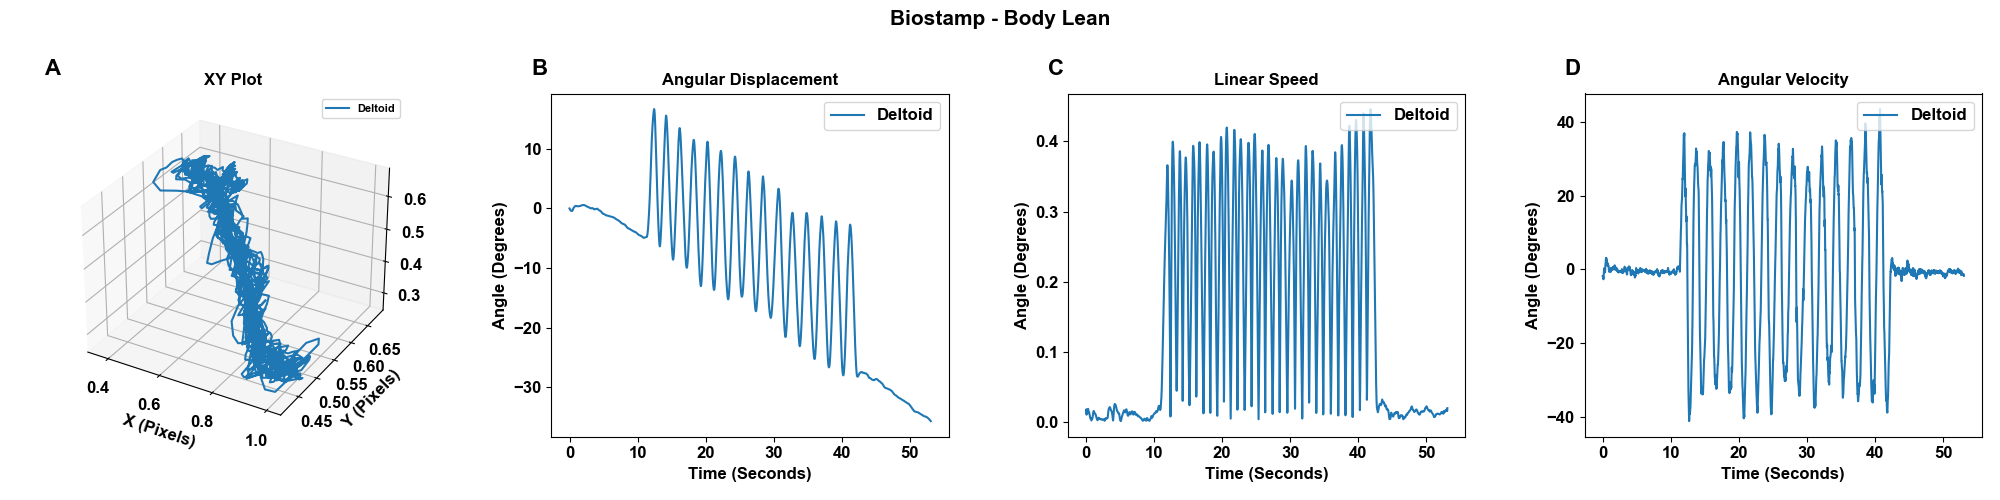 Biostamp - Body Lean
A
XY Plot
Deltoid
0.6
0.5
0.4
0.3
0.4
0.6
0.8
1.0
X (Pixels)
0.45
0.50
0.55
0.60
0.65
Y (Pixels)
B
Angular Displacement
Deltoid
Angle (Degrees)
10
0
−10
−20
−30
0 10 20 30 40 50
Time (Seconds)
C
Linear Speed
Deltoid
Angle (Degrees)
0.4
0.3
0.2
0.1
0.0
0 10 20 30 40 50
Time (Seconds)
D
Angular Velocity
Deltoid
Angle (Degrees)
40
20
0
−20
−40
0 10 20 30 40 50
Time (Seconds)